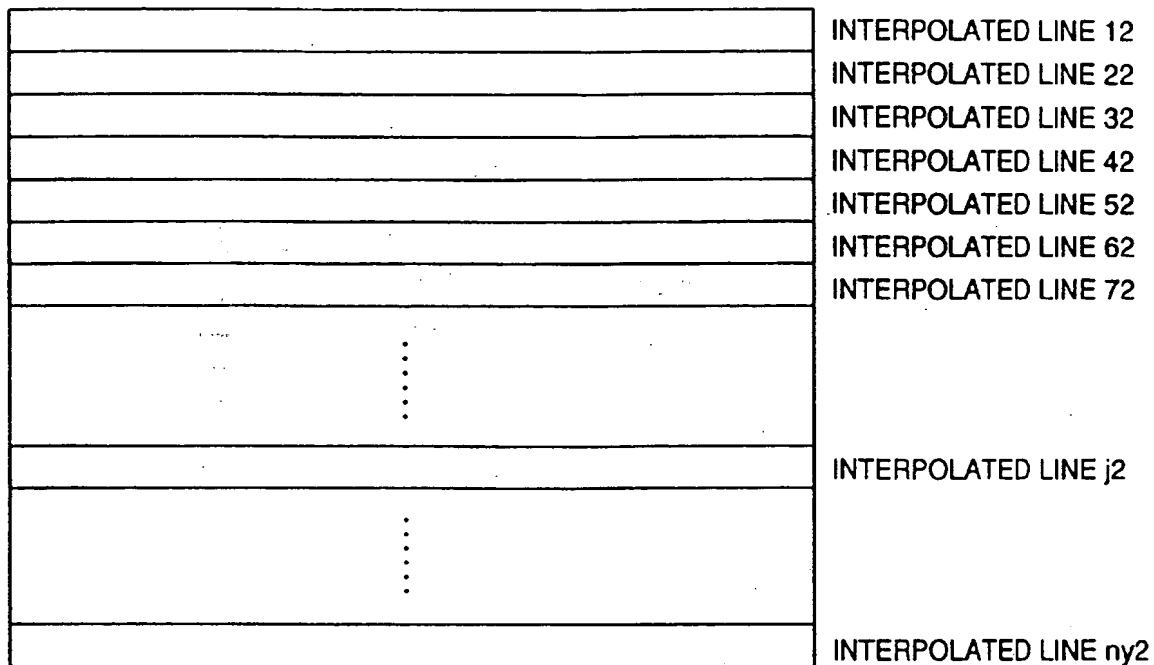 INTERPOLATED LINE 12
INTERPOLATED LINE 22
INTERPOLATED LINE 32
INTERPOLATED LINE 42
INTERPOLATED LINE 52
INTERPOLATED LINE 62
INTERPOLATED LINE 72
INTERPOLATED LINE j2
INTERPOLATED LINE ny2